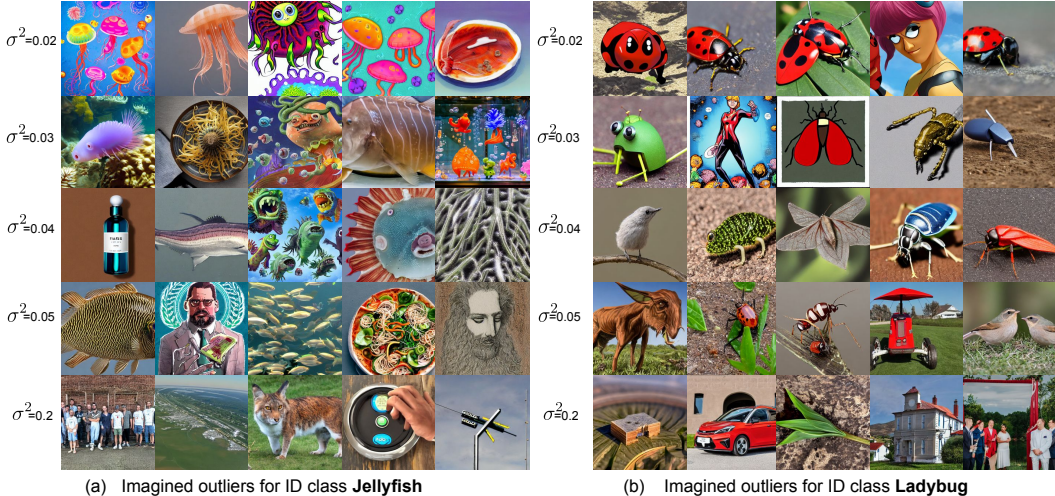 σ²=0.02
σ²=0.03
σ²=0.04
σ²=0.05
σ²=0.2
(a) Imagined outliers for ID class Jellyfish
σ²=0.02
σ²=0.03
σ²=0.04
σ²=0.05
σ²=0.2
(b) Imagined outliers for ID class Ladybug